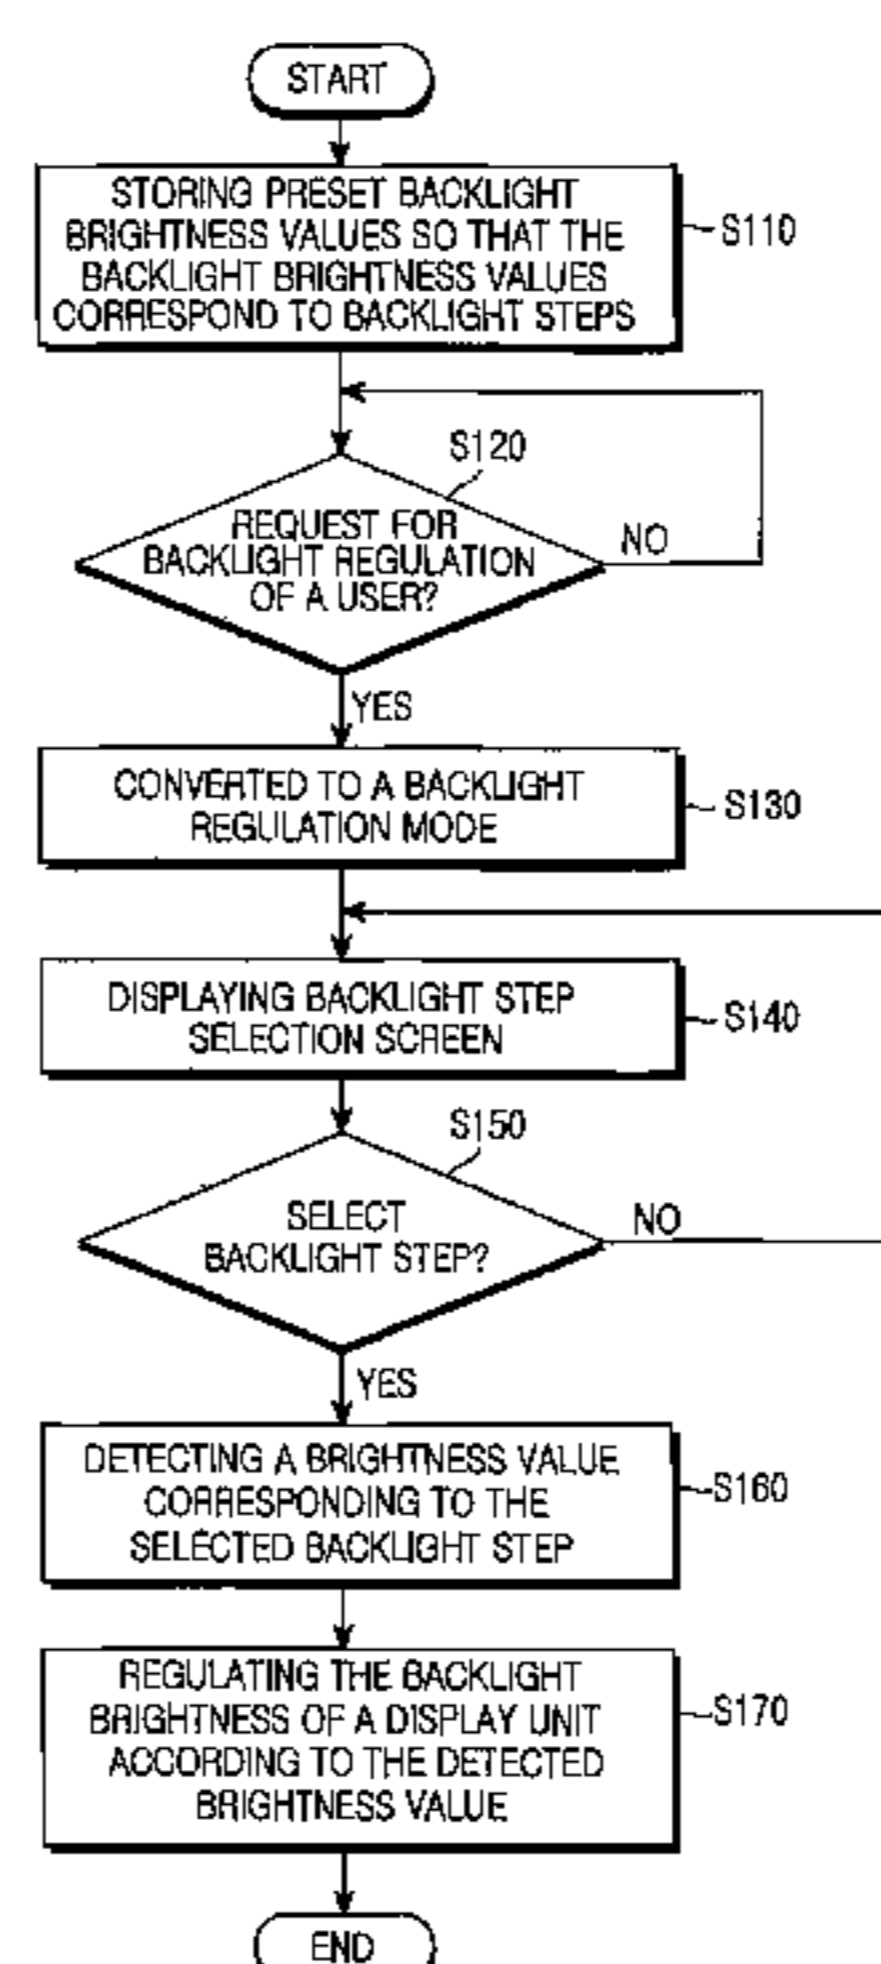 START
STORING PRESET BACKLIGHT
BRIGHTNESS VALUES SO THAT THE
BACKLIGHT BRIGHTNESS VALUES
CORRESPOND TO BACKLIGHT STEPS
S110
S120
REQUEST FOR
BACKLIGHT REGULATION
OF A USER?
NO
YES
CONVERTED TO A BACKLIGHT
REGULATION MODE
S130
DISPLAYING BACKLIGHT STEP
SELECTION SCREEN
S140
S150
SELECT
BACKLIGHT STEP?
NO
YES
DETECTING A BRIGHTNESS VALUE
CORRESPONDING TO THE
SELECTED BACKLIGHT STEP
S160
REGULATING THE BACKLIGHT
BRIGHTNESS OF A DISPLAY UNIT
ACCORDING TO THE DETECTED
BRIGHTNESS VALUE
S170
END